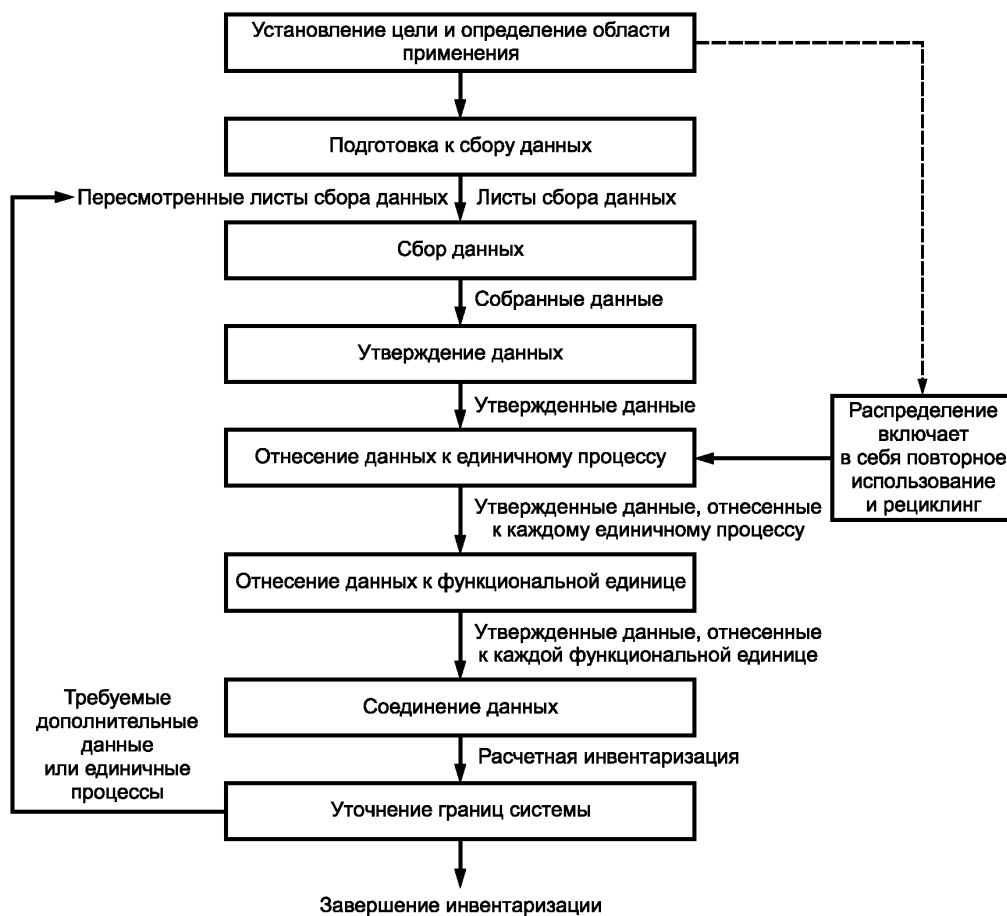 Установление цели и определение области
применения
Подготовка к сбору данных
Пересмотренные листы сбора данных
Листы сбора данных
Сбор данных
Собранные данные
Утверждение данных
Утвержденные данные
Распределение
включает
в себя повторное
использование
и рециклинг
Отнесение данных к единичному процессу
Утвержденные данные, отнесенные
к каждому единичному процессу
Отнесение данных к функциональной единице
Утвержденные данные, отнесенные
к каждой функциональной единице
Соединение данных
Требуемые
дополнительные
данные
или единичные
процессы
Расчетная инвентаризация
Уточнение границ системы
Завершение инвентаризации